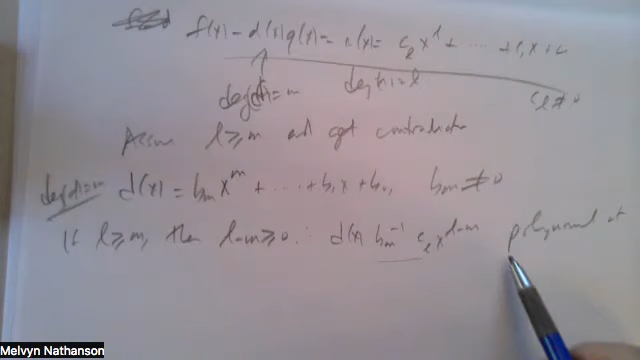 f(x) - d(x)q(x) = r(x) = c_l x^l + ... + c_1 x + c_0
deg(d) = m deg(r) = l c_l ≠ 0
Assume l ≥ m and get contradiction
deg(d) = m d(x) = b_m x^m + ... + b_1 x + b_0, b_m ≠ 0
If l ≥ m, then l-m ≥ 0. ∴ d(x) b_m^{-1} c_l x^{l-m} polynomial of
Melvyn Nathanson